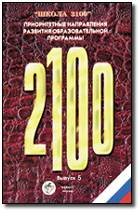 "ШКОЛА 2100"
ПРИОРИТЕТНЫЕ НАПРАВЛЕНИЯ
РАЗВИТИЯ ОБРАЗОВАТЕЛЬНОЙ
ПРОГРАММЫ
2100
Выпуск 5